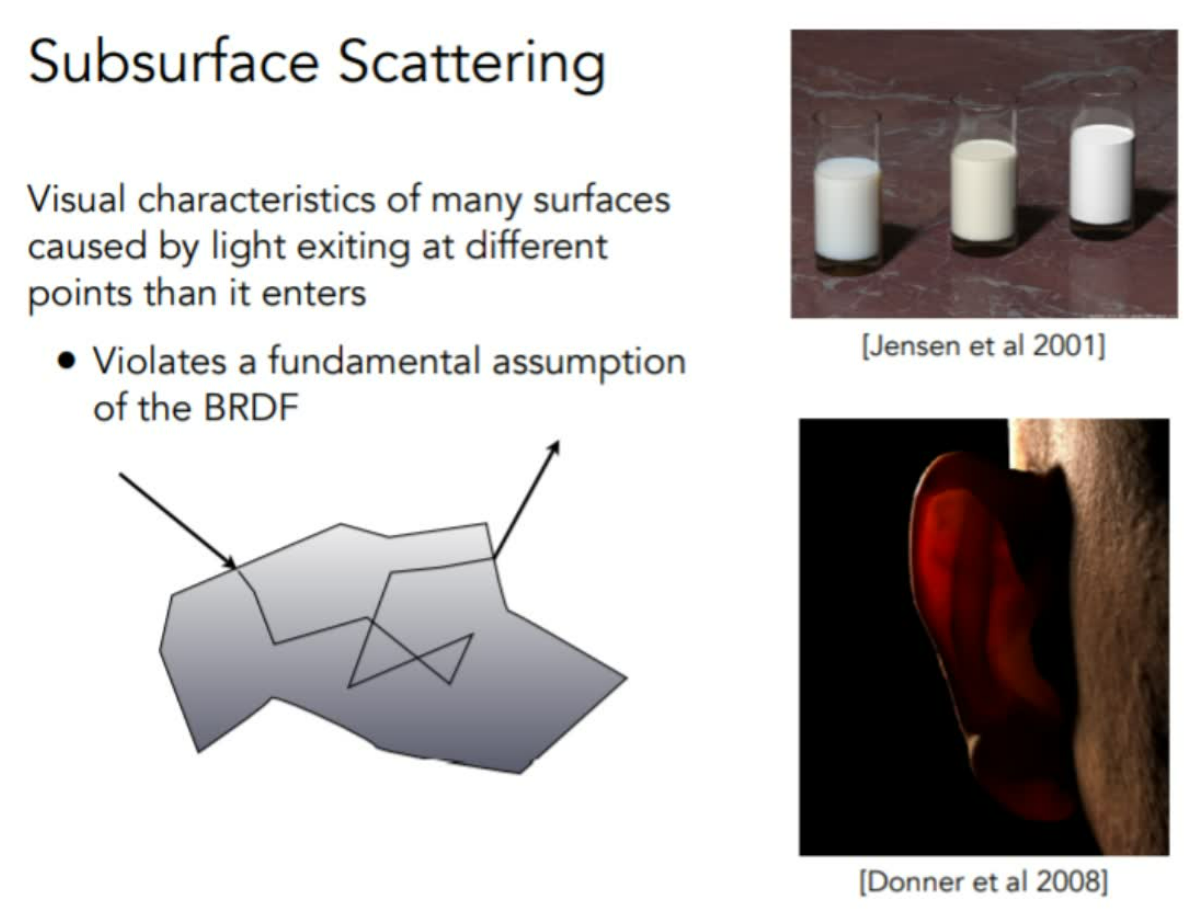 Subsurface Scattering
Visual characteristics of many surfaces
caused by light exiting at different
points than it enters
• Violates a fundamental assumption
of the BRDF
[Jensen et al 2001]
[Donner et al 2008]